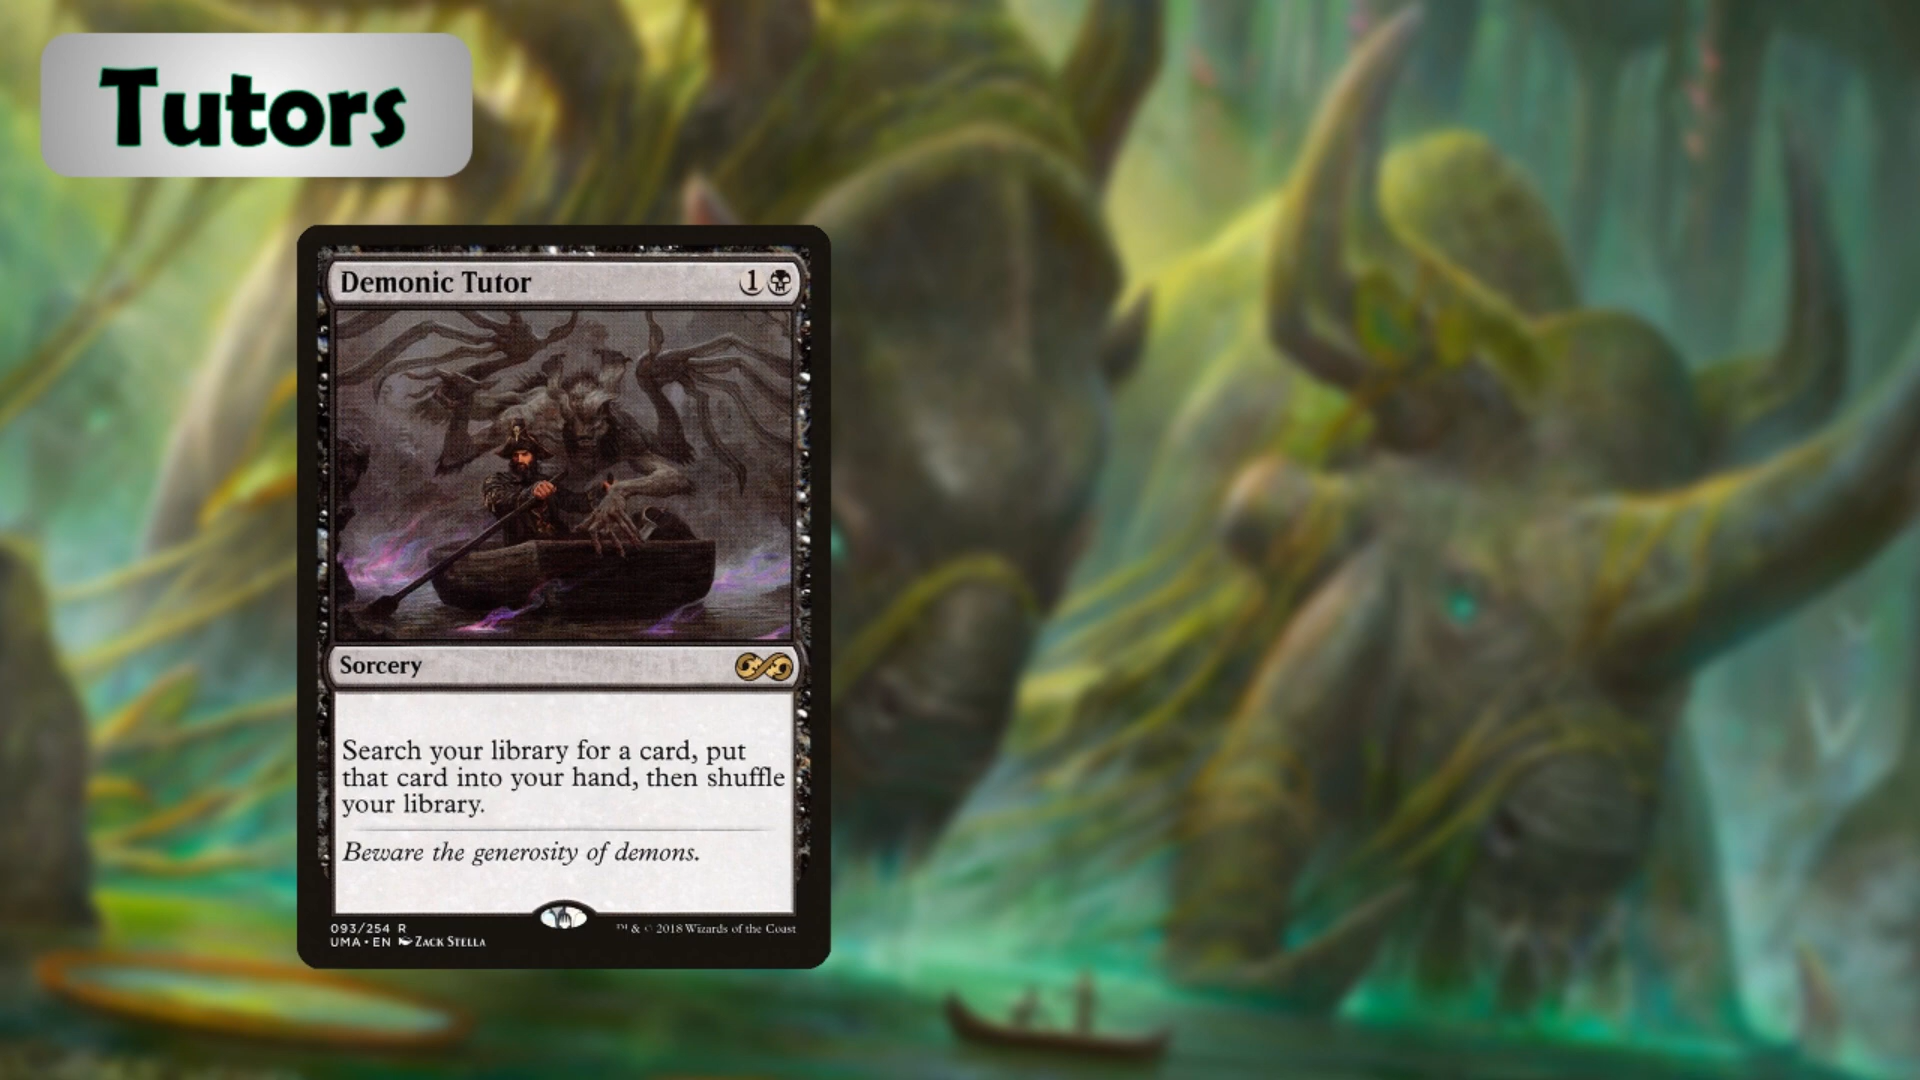 Tutors
Demonic Tutor 1
Sorcery
Search your library for a card, put
that card into your hand, then shuffle
your library.
Beware the generosity of demons.
093/254 R
UMA • EN Zack Stella
™ & © 2018 Wizards of the Coast